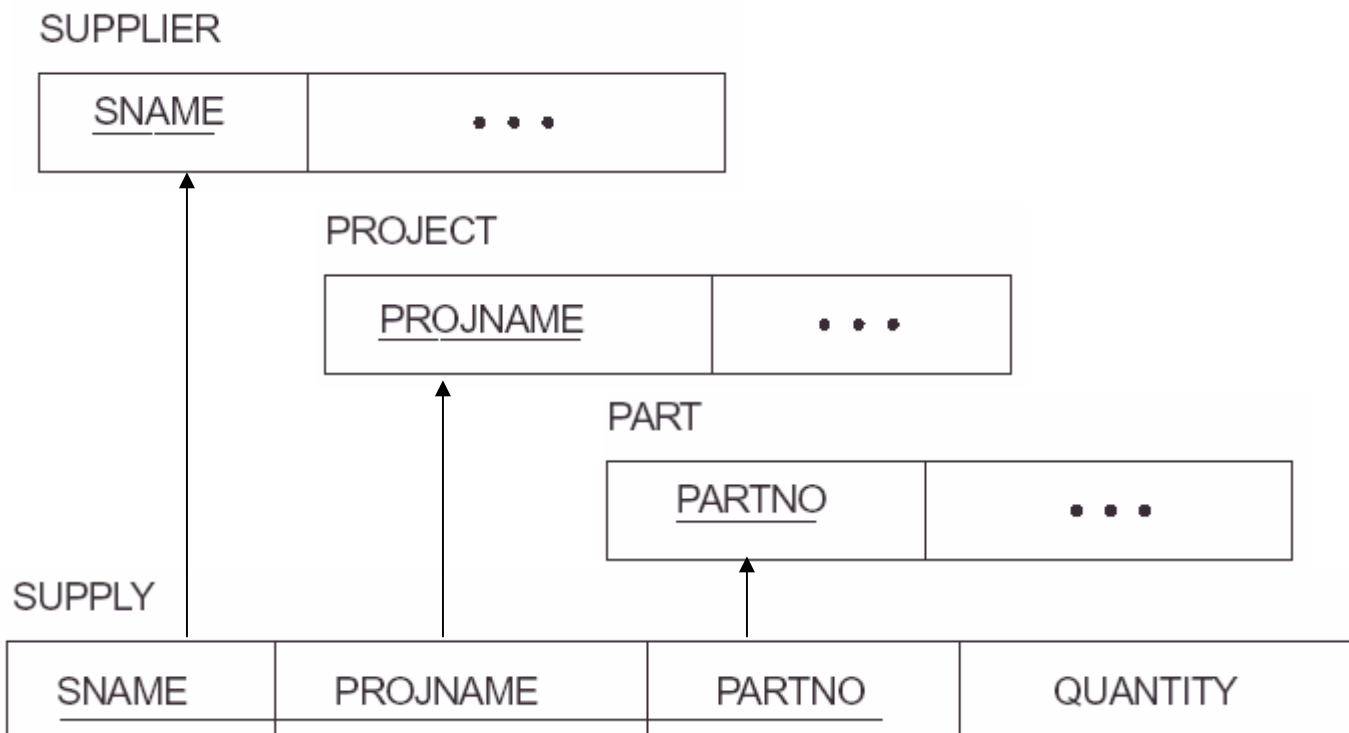 SUPPLIER
SNAME • • •
PROJECT
PROJNAME • • •
PART
PARTNO • • •
SUPPLY
SNAME PROJNAME PARTNO QUANTITY